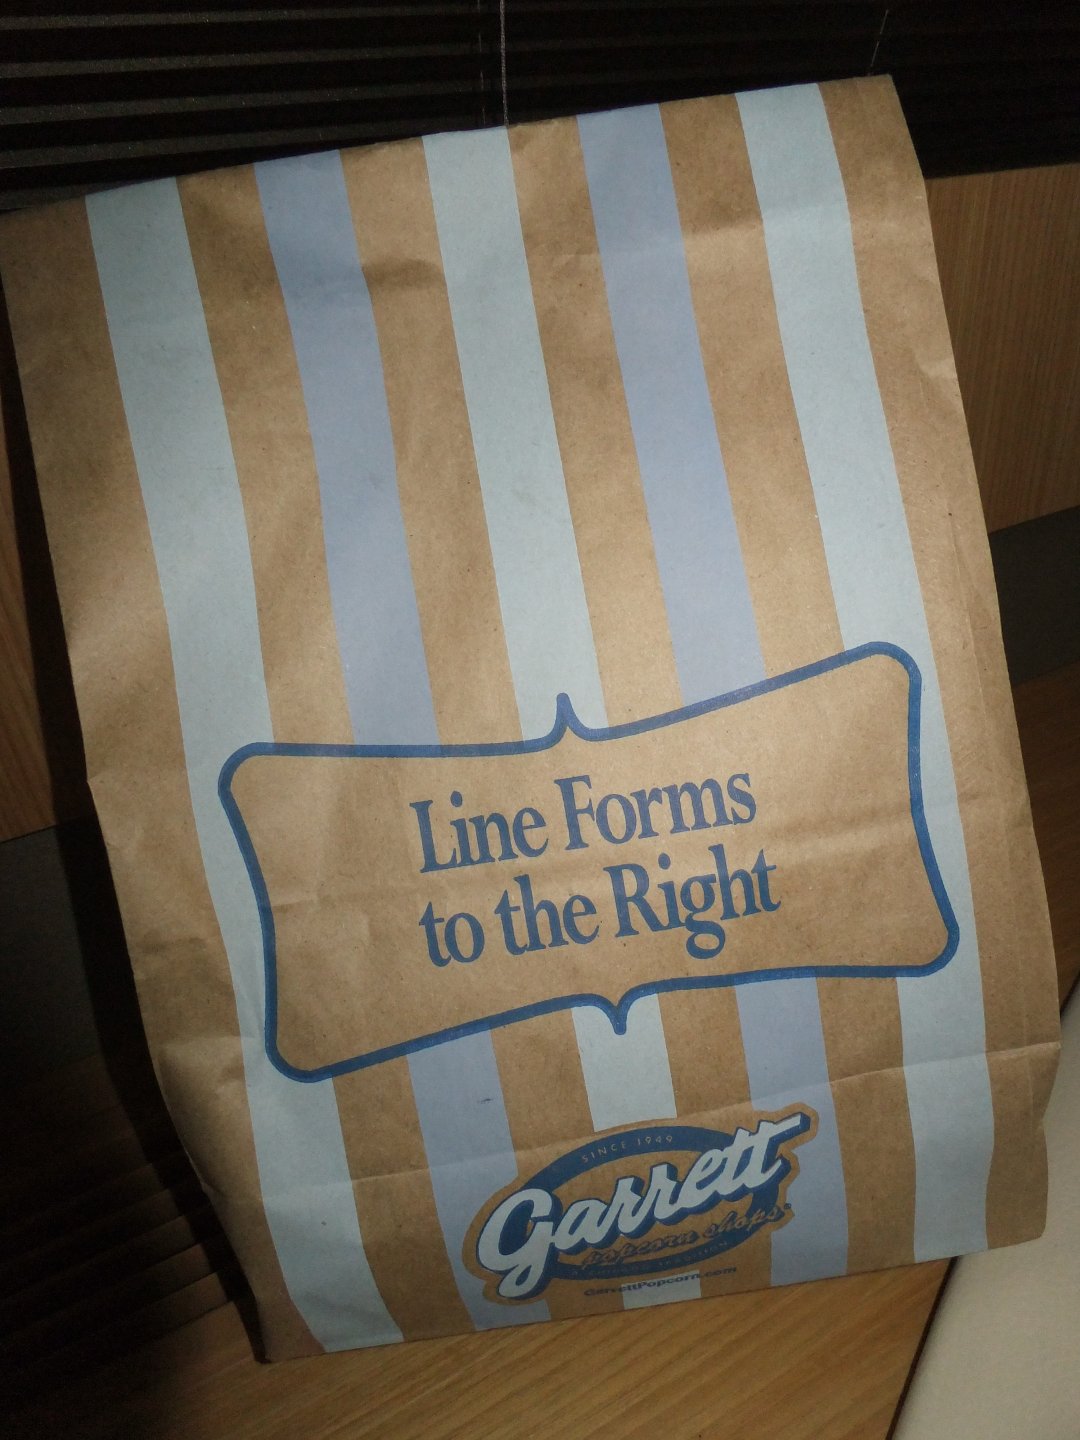 Line Forms
to the Right
SINCE 1949
Garrett
popcorn shops
GarrettPopcorn.com